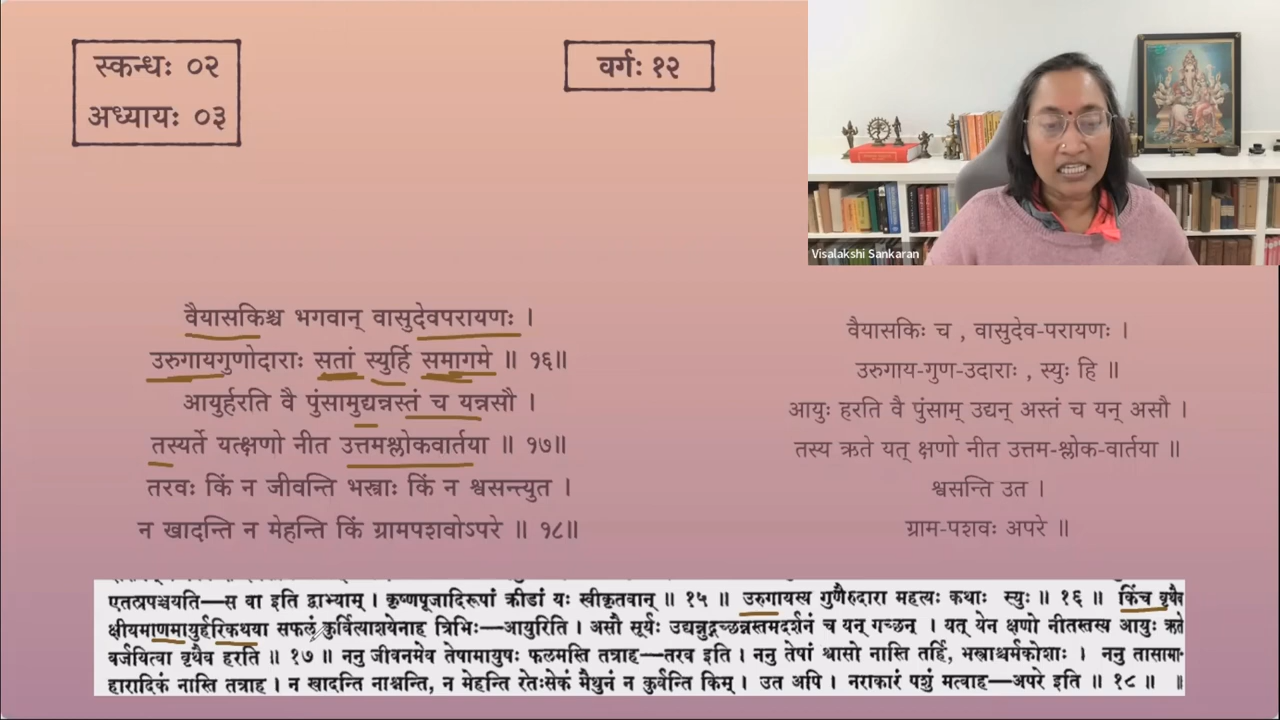 स्कन्धः ०२
अध्यायः ०३
वर्गः १२
Visalakshi Sankaran
वैयासकिश्च भगवान् वासुदेवपरायणः ।
उरुगायगुणोदाराः सतां स्युर्हि समागमे ॥ १६॥
आयुर्हरति वै पुंसामुद्यन्नस्तं च यन्नसौ ।
तस्यर्ते यत्क्षणो नीत उत्तमश्लोकवार्तया ॥ १७॥
तरवः किं न जीवन्ति भस्त्राः किं न श्वसन्त्युत ।
न खादन्ति न मेहन्ति किं ग्रामपशवोऽपरे ॥ १८॥
वैयासकिः च , वासुदेव-परायणः ।
उरुगाय-गुण-उदाराः , स्युः हि ॥
आयुः हरति वै पुंसाम् उद्यन् अस्तं च यन् असौ ।
तस्य ऋते यत् क्षणो नीत उत्तम-श्लोक-वार्तया ॥
श्वसन्ति उत ।
ग्राम-पशवः अपरे ॥
एतत्प्रपञ्चयति—स वा इति द्वाभ्याम् । कृष्णपूजादिरूपां क्रीडां यः स्वीकृतवान् ॥ १५ ॥ उरुगायस्य गुणैरुदारा महत्यः कथाः स्युः ॥ १६ ॥ किंच वृथैव
क्षीयमाणमायुर्हरिकथया सफलं कुर्वित्याशयेनाह त्रिभिः—आयुरिति । असौ सूर्यः उद्यन्नुद्गच्छन्नस्तमदर्शनं च यन् गच्छन् । यत् येन क्षणो नीतस्तस्य आयुः ऋते
वर्जयित्वा वृथैव हरति ॥ १७ ॥ ननु जीवनमेव तेषामायुषः फलमस्ति तत्राह—तरव इति । ननु तेषां श्वासो नास्ति तर्हि, भस्त्राश्चर्मकोशाः । ननु तासामा-
हारादिकं नास्ति तत्राह । न खादन्ति नाश्नन्ति, न मेहन्ति रेतःसेकं मैथुनं न कुर्वन्ति किम् । उत अपि । नराकारं पशुं मत्वाह—अपरे इति ॥ १८ ॥ ॥